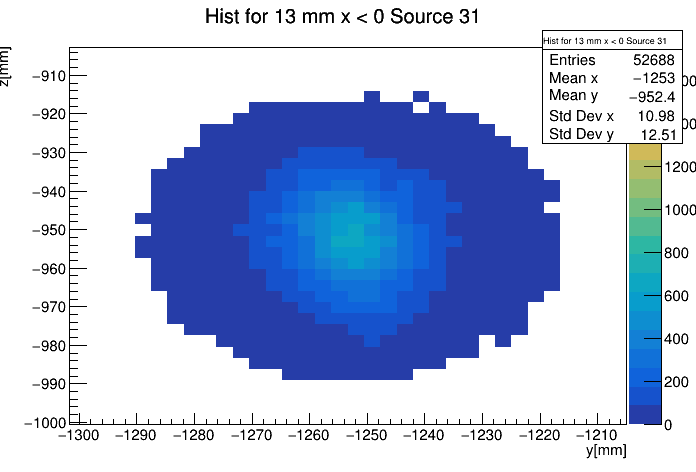 Hist for 13 mm x < 0 Source 31
Hist for 13 mm x < 0 Source 31
Entries 52688
Mean x −1253
Mean y −952.4
Std Dev x 10.98
Std Dev y 12.51
z[mm]
−910
−920
−930
−940
−950
−960
−970
−980
−990
−1000
−1300 −1290 −1280 −1270 −1260 −1250 −1240 −1230 −1220 −1210
y[mm]
1200
1000
800
600
400
200
0